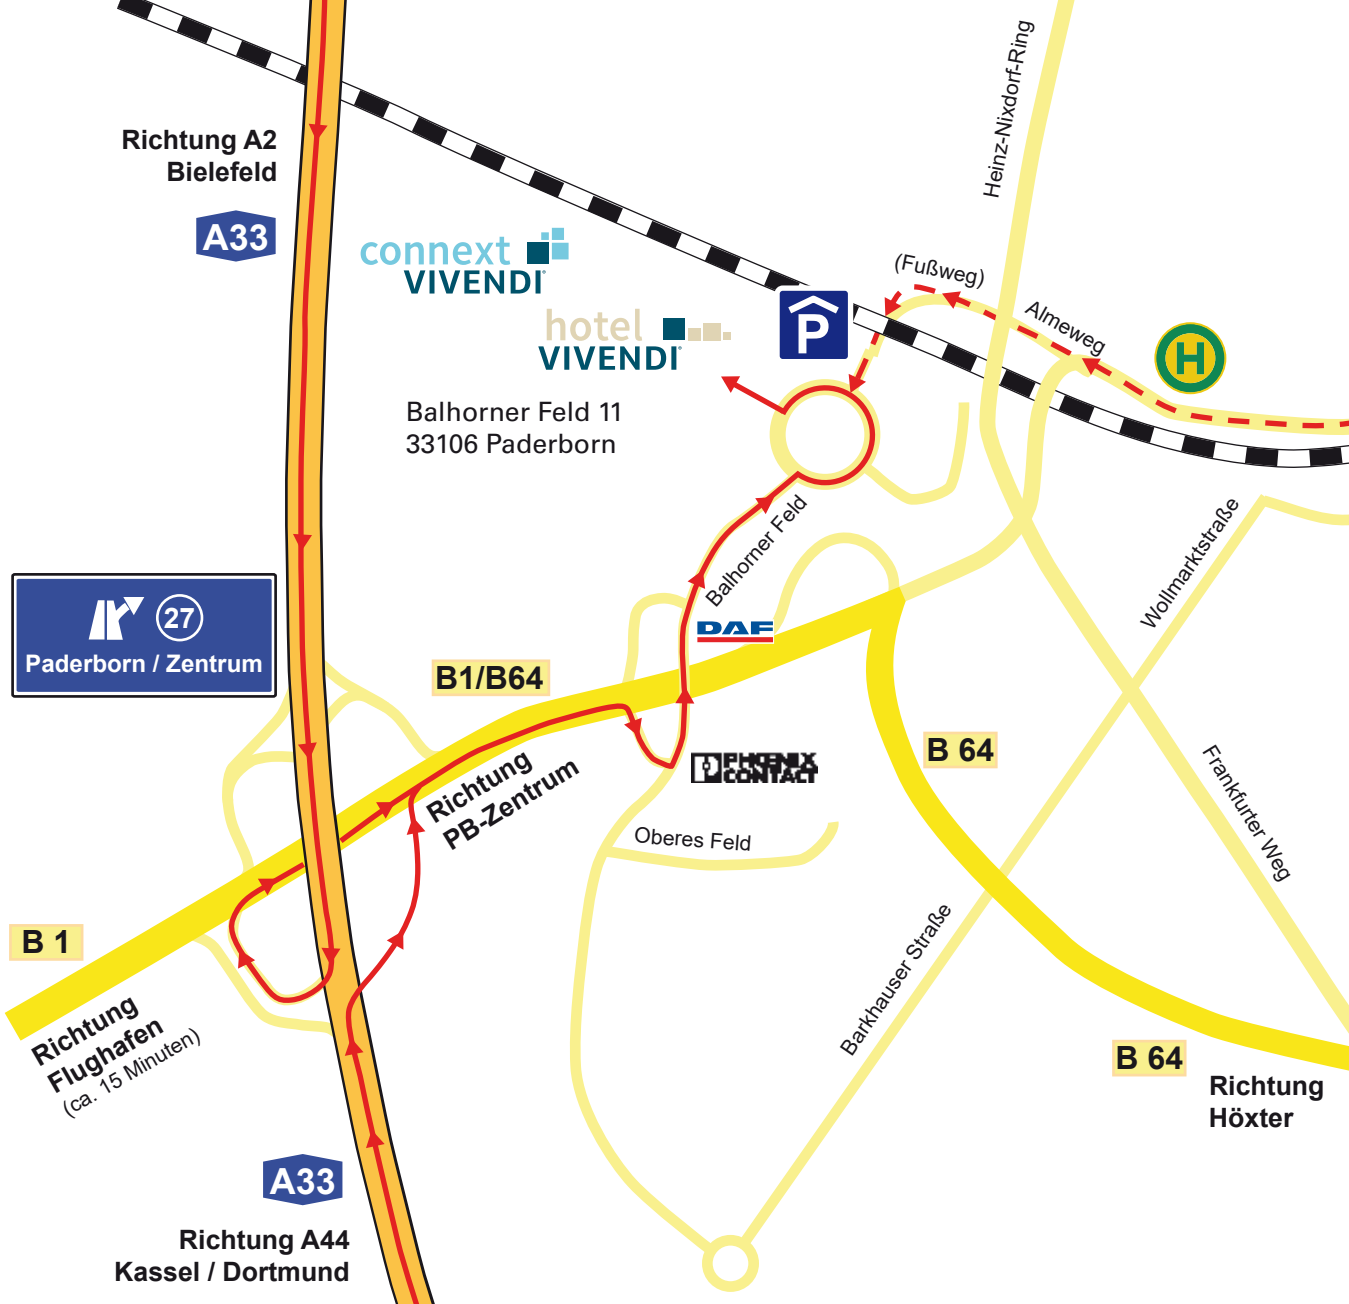 Heinz-Nixdorf-Ring
Richtung A2
Bielefeld
A33
connext
VIVENDI
hotel
VIVENDI
P
(Fußweg)
Almeweg
H
Balhorner Feld 11
33106 Paderborn
Balhorner Feld
Wollmarktstraße
27
Paderborn / Zentrum
DAF
B1/B64
B 64
PHŒNIX
CONTACT
Richtung
PB-Zentrum
Oberes Feld
Frankfurter Weg
B 1
Barkhauser Straße
Richtung
Flughafen
(ca. 15 Minuten)
B 64
Richtung
Höxter
A33
Richtung A44
Kassel / Dortmund